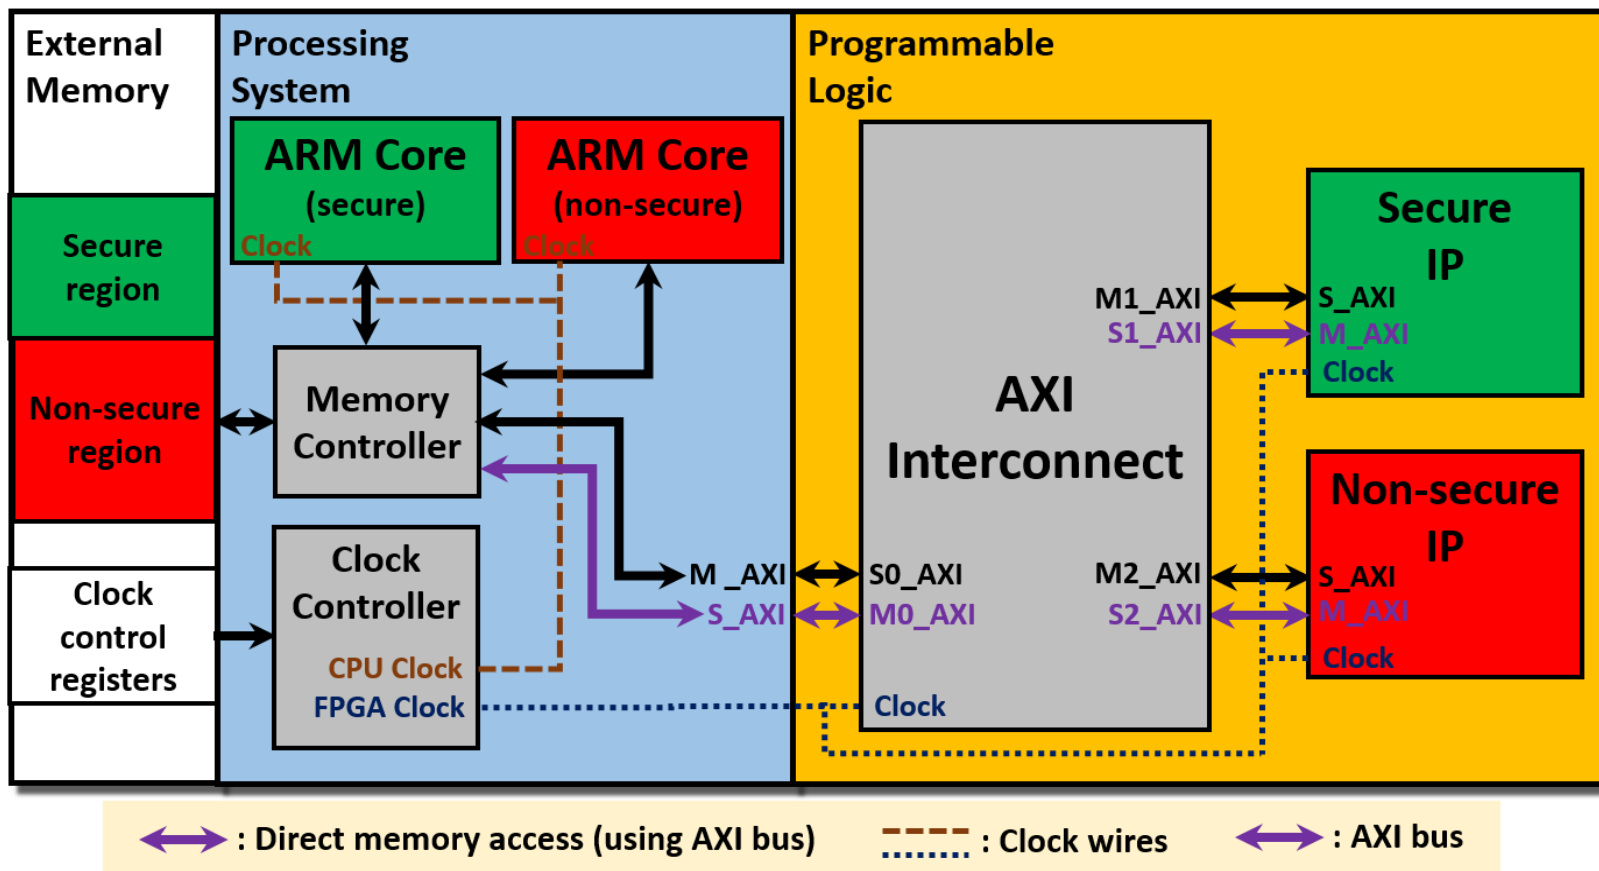 External
Memory
Secure
region
Non-secure
region
Clock
control
registers
Processing
System
ARM Core
(secure)
Clock
ARM Core
(non-secure)
Clock
Memory
Controller
Clock
Controller
CPU Clock
FPGA Clock
M _AXI
S_AXI
Programmable
Logic
AXI
Interconnect
M1_AXI
S1_AXI
S0_AXI
M0_AXI
M2_AXI
S2_AXI
Clock
Secure
IP
S_AXI
M_AXI
Clock
Non-secure
IP
S_AXI
M_AXI
Clock
: Direct memory access (using AXI bus)
: Clock wires
: AXI bus